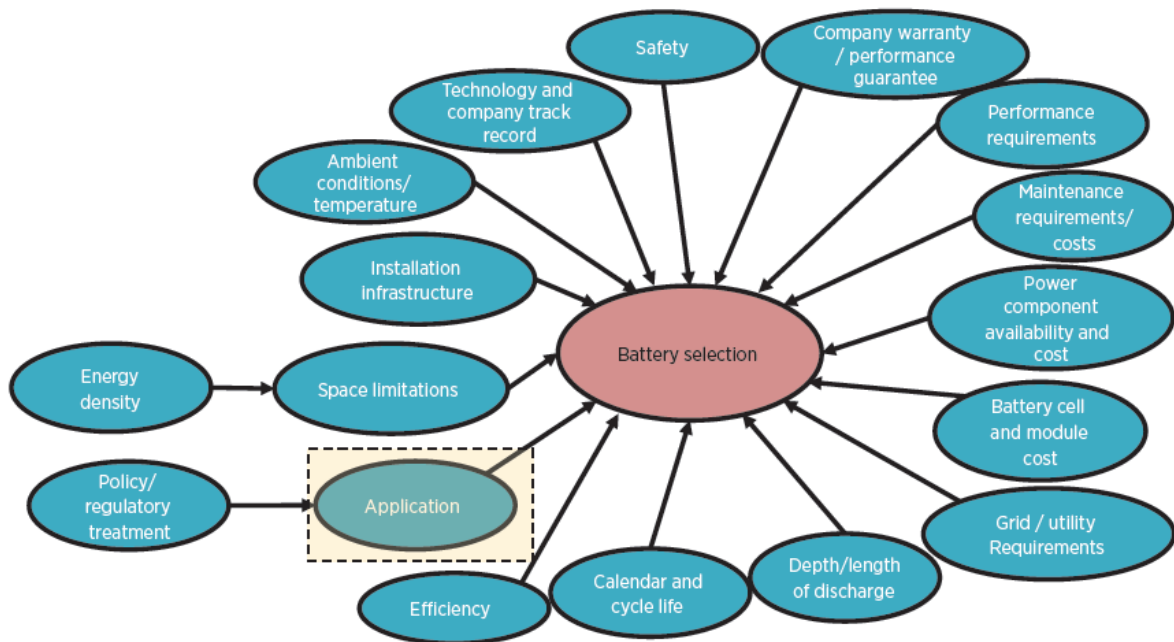 Safety
Company warranty
/ performance
guarantee
Technology and
company track
record
Performance
requirements
Ambient
conditions/
temperature
Maintenance
requirements/
costs
Installation
infrastructure
Power
component
availability and
cost
Battery selection
Energy
density
Space limitations
Battery cell
and module
cost
Policy/
regulatory
treatment
Application
Grid / utility
Requirements
Depth/length
of discharge
Calendar and
cycle life
Efficiency